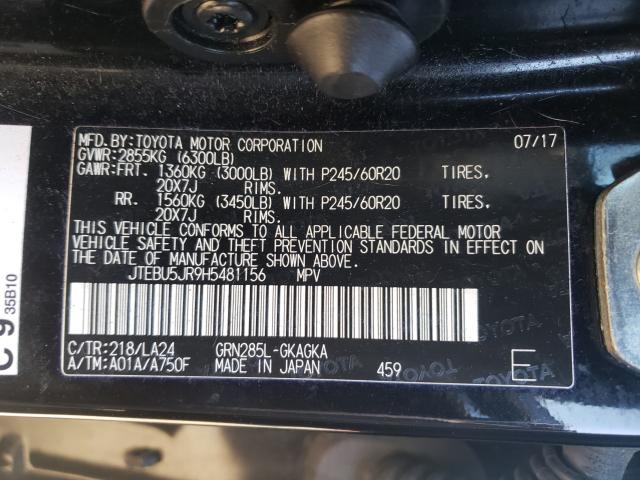 MFD.BY:TOYOTA MOTOR CORPORATION 07/17
GVWR:2855KG (6300LB)
GAWR:FRT. 1360KG (3000LB) WITH P245/60R20 TIRES.
20X7J RIMS.
RR. 1560KG (3450LB) WITH P245/60R20 TIRES.
20X7J RIMS.
THIS VEHICLE CONFORMS TO ALL APPLICABLE FEDERAL MOTOR
VEHICLE SAFETY AND THEFT PREVENTION STANDARDS IN EFFECT ON
THE DATE OF MANUFACTURE SHOWN ABOVE.
JTEBU5JR9H5481156 MPV
C/TR:218/LA24 GRN285L-GKAGKA
A/TM:A01A/A750F MADE IN JAPAN 459 E
C 9 35B10